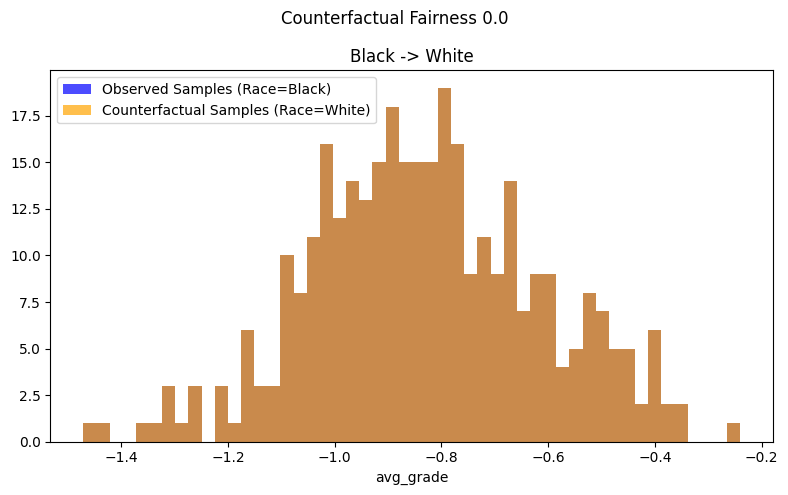 Counterfactual Fairness 0.0
Black -> White
Observed Samples (Race=Black)
Counterfactual Samples (Race=White)
17.5
15.0
12.5
10.0
7.5
5.0
2.5
0.0
−1.4 −1.2 −1.0 −0.8 −0.6 −0.4 −0.2
avg_grade